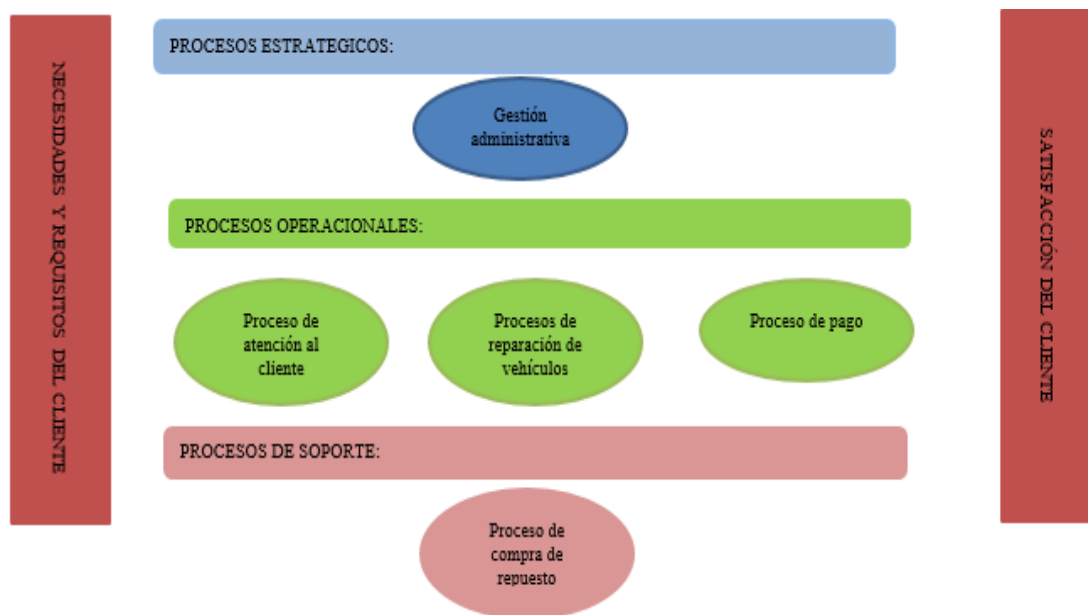 NECESIDADES Y REQUISITOS DEL CLIENTE
PROCESOS ESTRATEGICOS:
Gestión
administrativa
PROCESOS OPERACIONALES:
Proceso de
atención al
cliente
Procesos de
reparación de
vehículos
Proceso de pago
PROCESOS DE SOPORTE:
Proceso de
compra de
repuesto
SATISFACCIÓN DEL CLIENTE